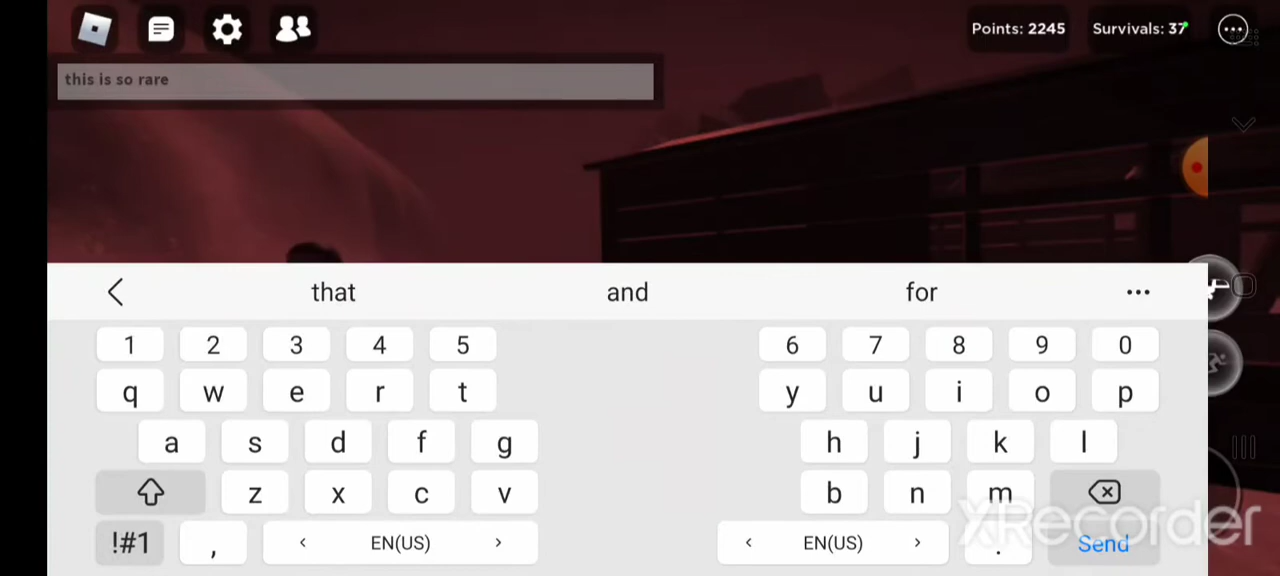 Points: 2245 Survivals: 37
this is so rare
that and for
1 2 3 4 5 6 7 8 9 0
q w e r t y u i o p
a s d f g h j k l
z x c v b n m
!#1 , < EN(US) > < EN(US) > . Send
XRecorder